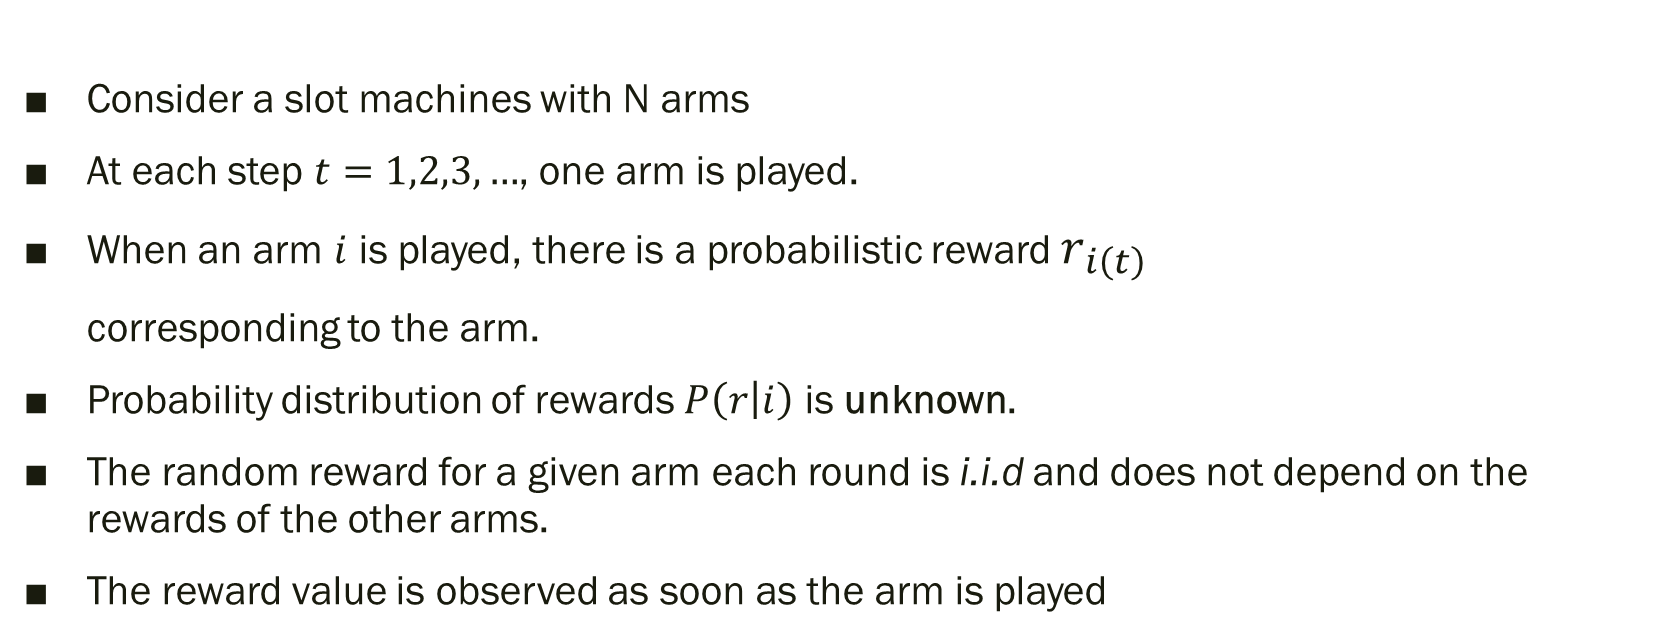 ▪ Consider a slot machines with N arms
▪ At each step t = 1,2,3, …, one arm is played.
▪ When an arm i is played, there is a probabilistic reward r_{i(t)}
corresponding to the arm.
▪ Probability distribution of rewards P(r|i) is unknown.
▪ The random reward for a given arm each round is i.i.d and does not depend on the
rewards of the other arms.
▪ The reward value is observed as soon as the arm is played